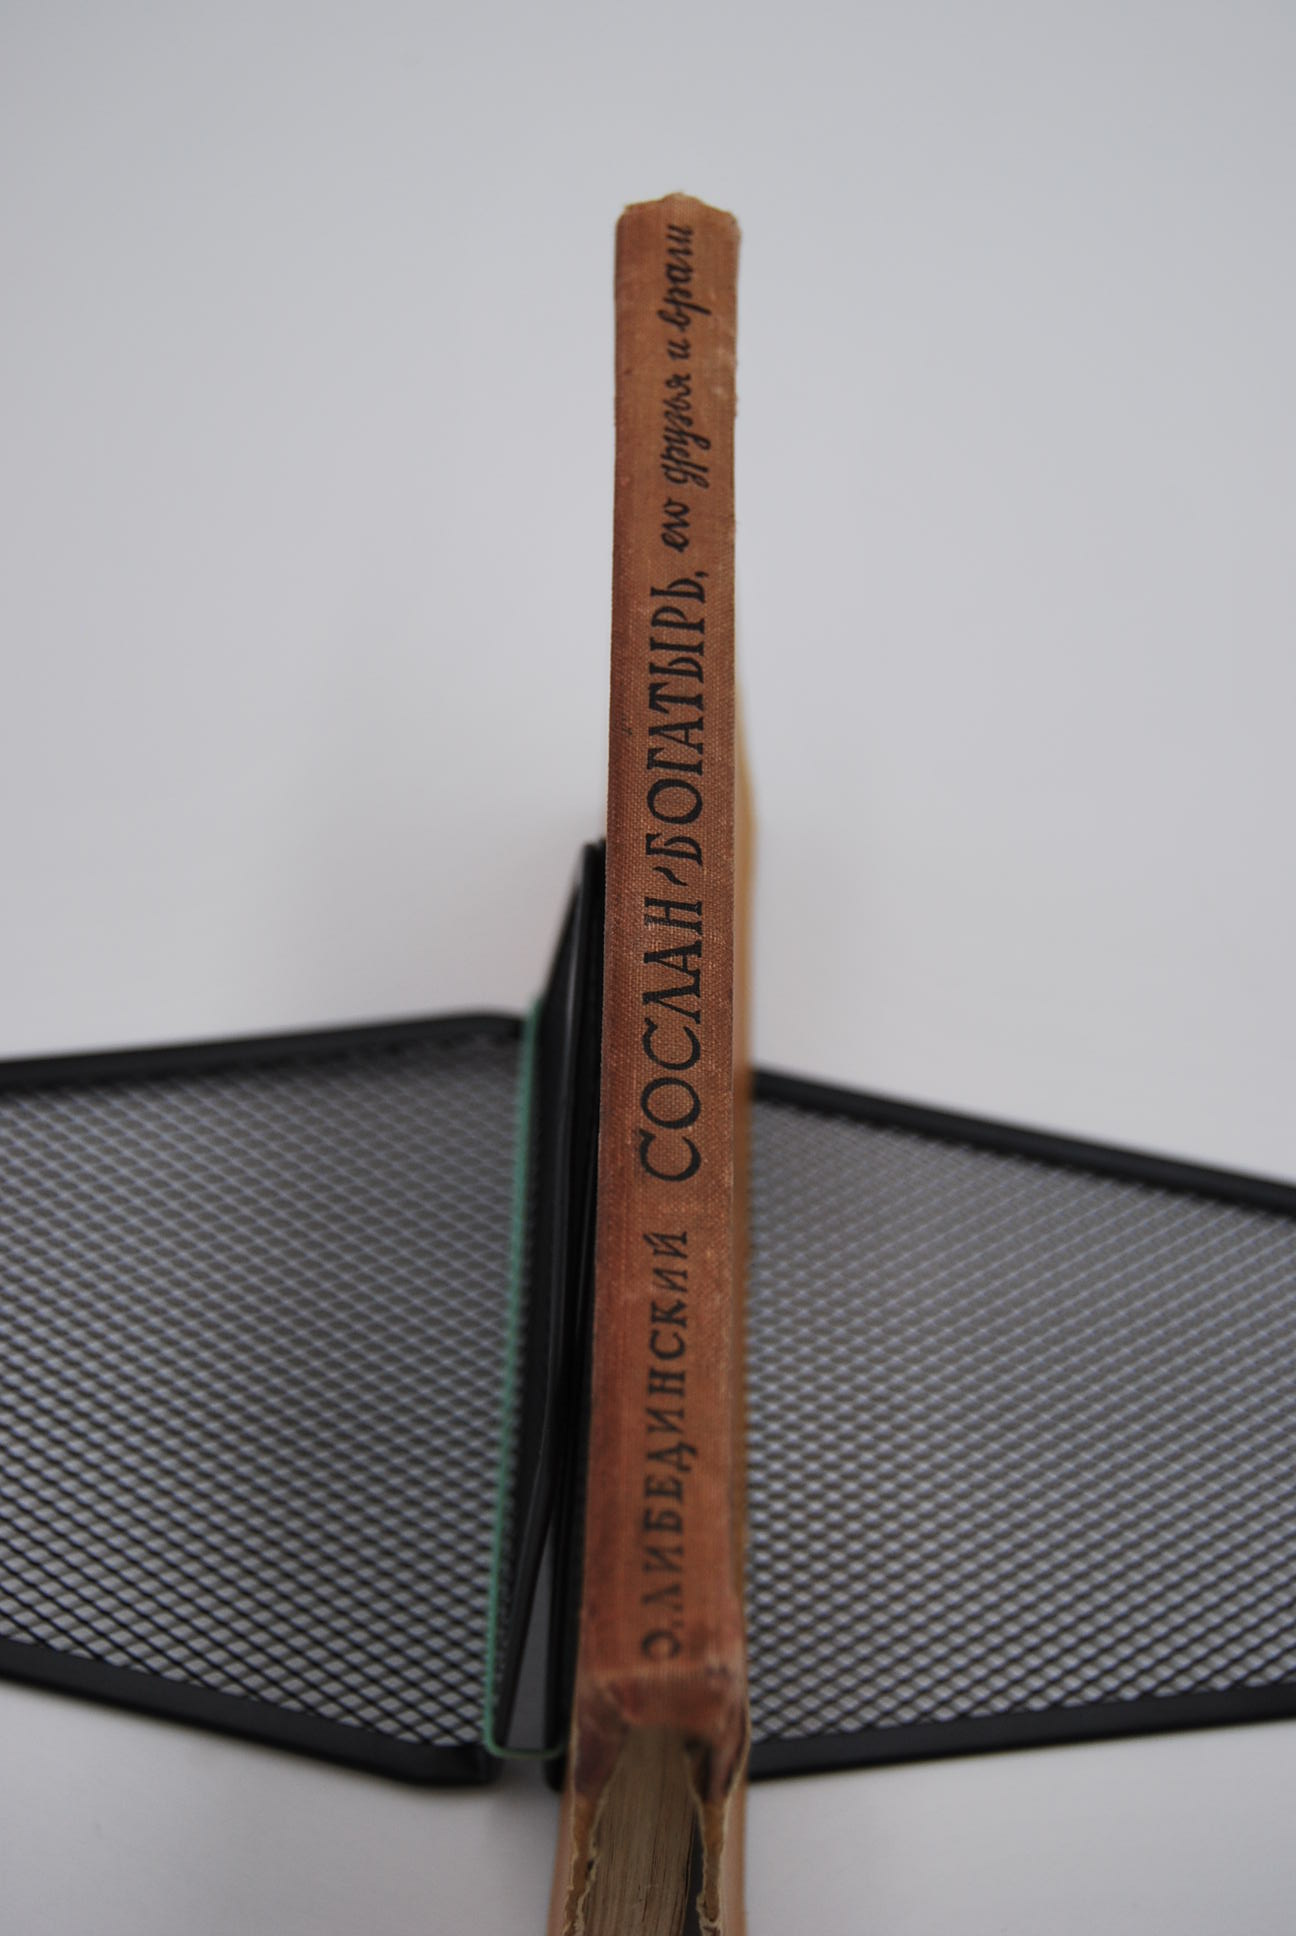 Э. ЛИБЕДИНСКИЙ СОСЛАН-БОГАТЫРЬ, его друзья и враги